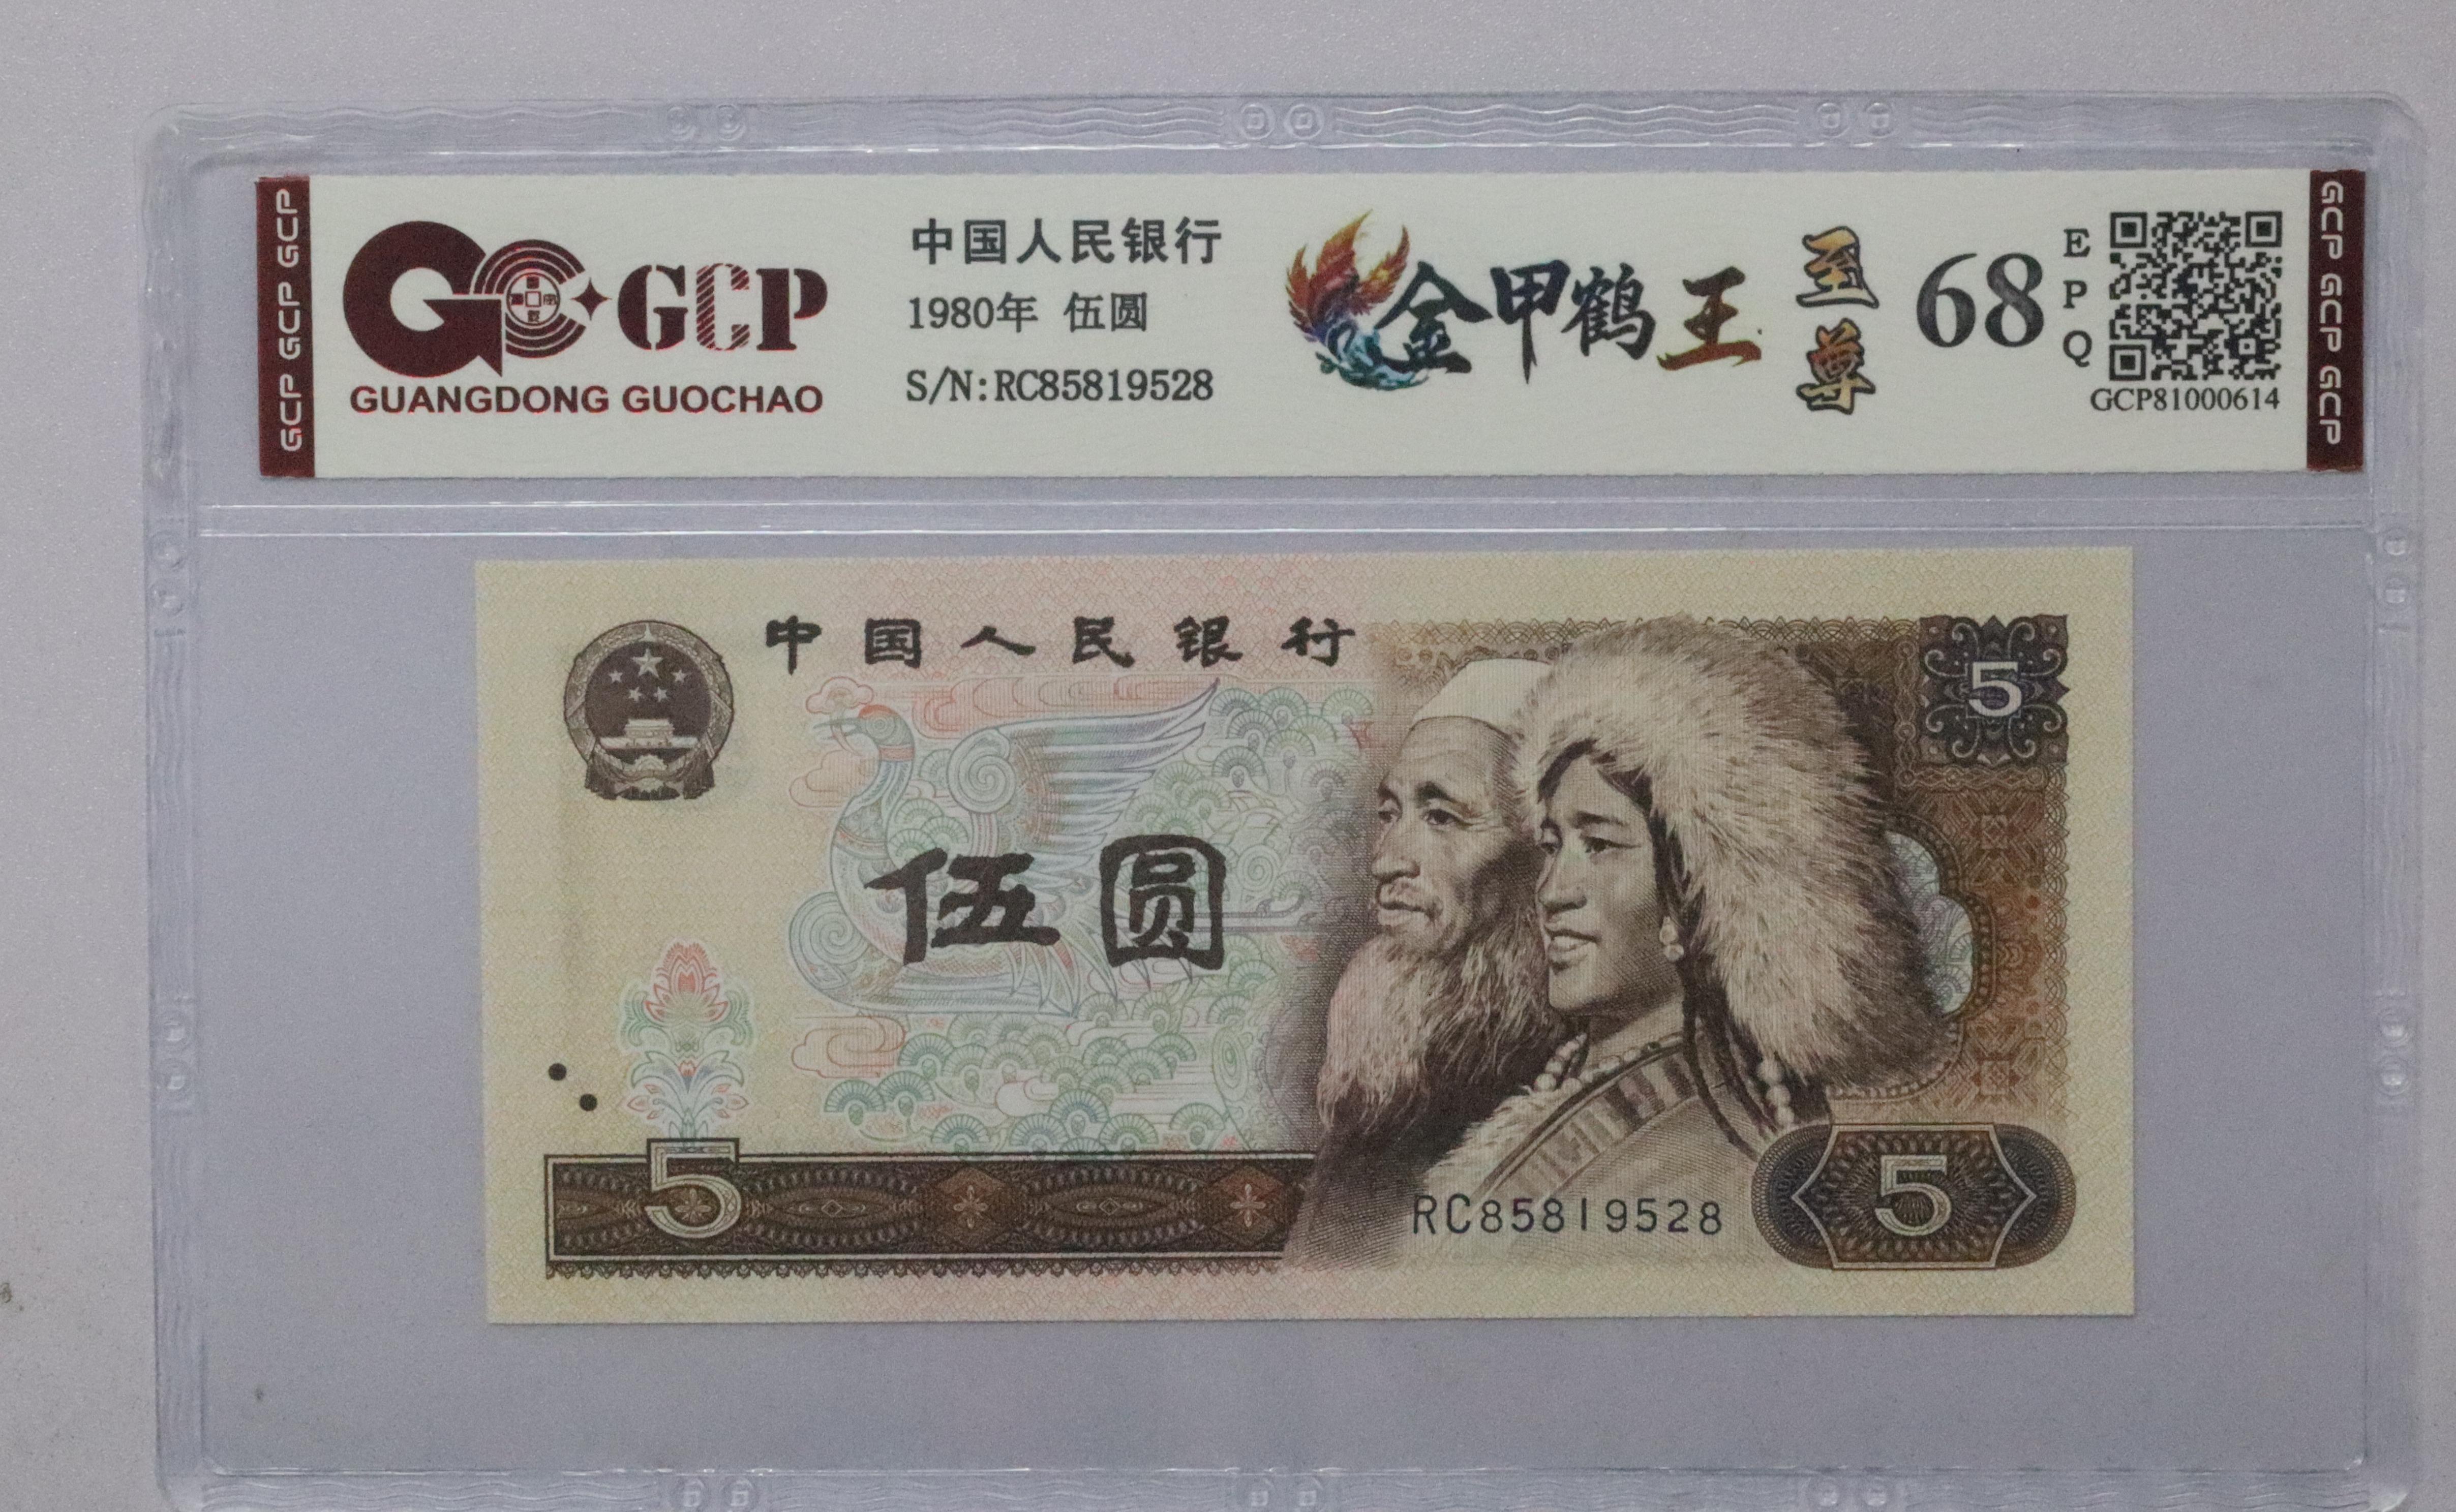 GCP GCP GCP
GCP
GUANGDONG GUOCHAO
中国人民银行
1980年 伍圆
S/N:RC85819528
金甲鹤王
至尊
68
EPQ
GCP81000614
GCP GCP GCP
中国人民银行
5
伍圆
5
RC85819528
5